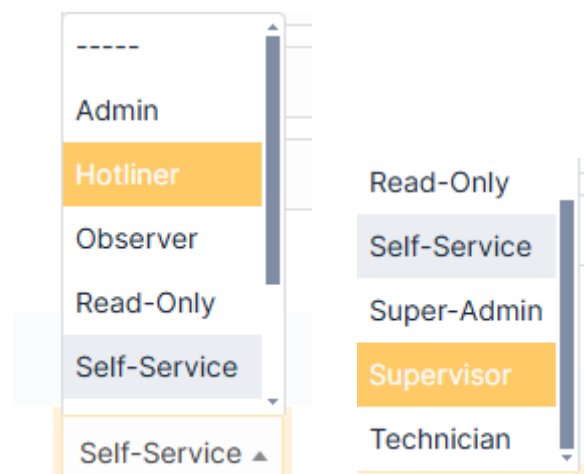 -----
Admin
Hotliner
Observer
Read-Only
Self-Service
Self-Service
Read-Only
Self-Service
Super-Admin
Supervisor
Technician